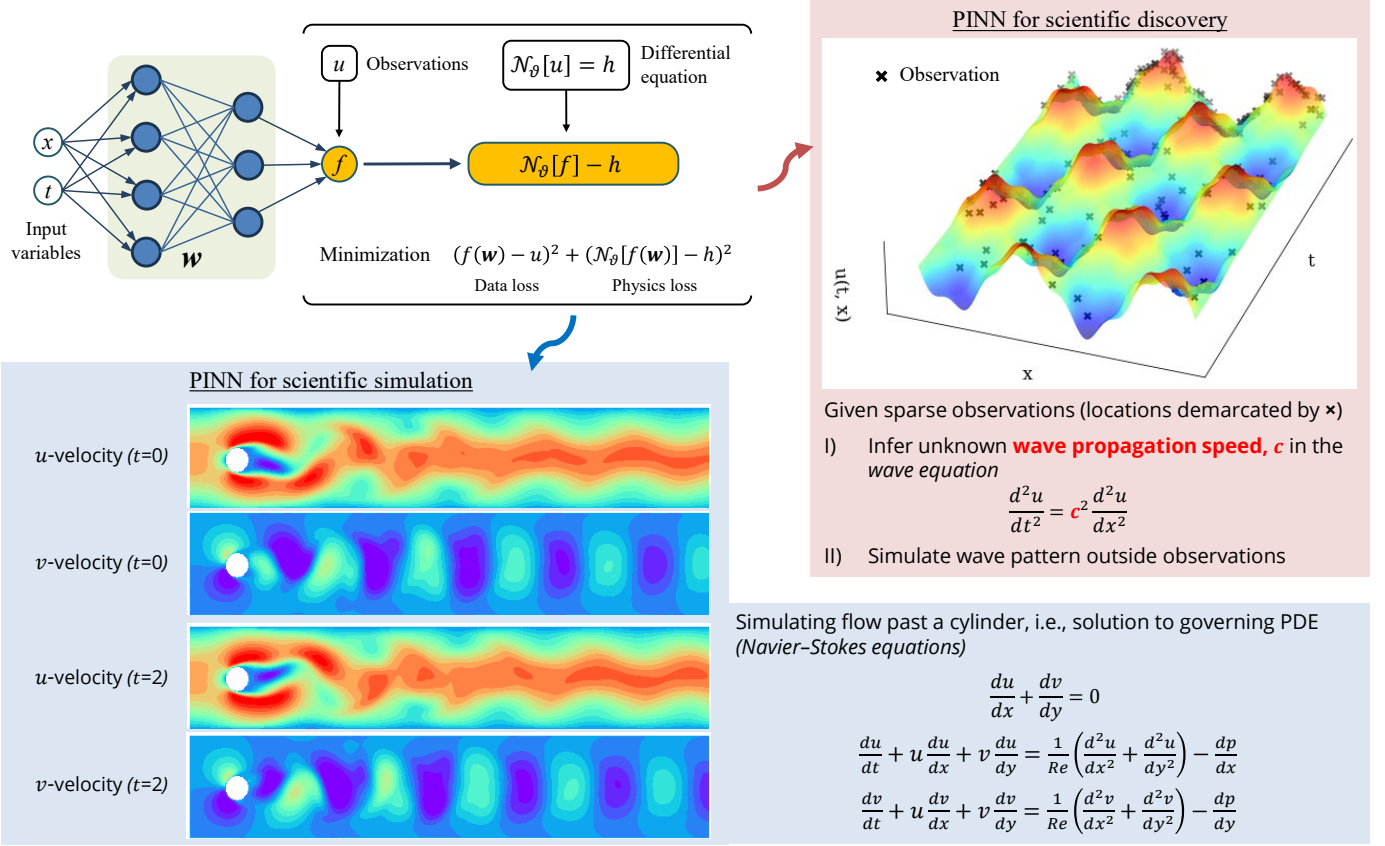 u
Observations
𝒩_ϑ[u] = h
Differential
equation
x
t
Input
variables
w
f
𝒩_ϑ[f] − h
Minimization (f(w) − u)² + (𝒩_ϑ[f(w)] − h)²
Data loss Physics loss
PINN for scientific discovery
× Observation
u(t, x)
x
t
Given sparse observations (locations demarcated by ×)
I) Infer unknown wave propagation speed, c in the
wave equation
d²u/dt² = c² d²u/dx²
II) Simulate wave pattern outside observations
PINN for scientific simulation
u-velocity (t=0)
v-velocity (t=0)
u-velocity (t=2)
v-velocity (t=2)
Simulating flow past a cylinder, i.e., solution to governing PDE
(Navier–Stokes equations)
du/dx + dv/dy = 0
du/dt + u du/dx + v du/dy = 1/Re (d²u/dx² + d²u/dy²) − dp/dx
dv/dt + u dv/dx + v dv/dy = 1/Re (d²v/dx² + d²v/dy²) − dp/dy